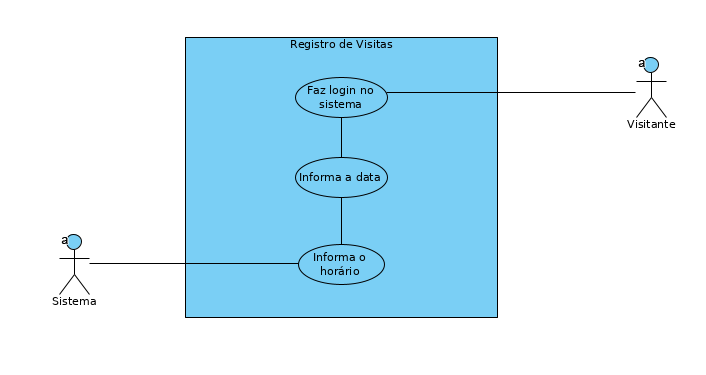 Registro de Visitas
a
Faz login no
sistema
Visitante
Informa a data
a
Informa o
horário
Sistema